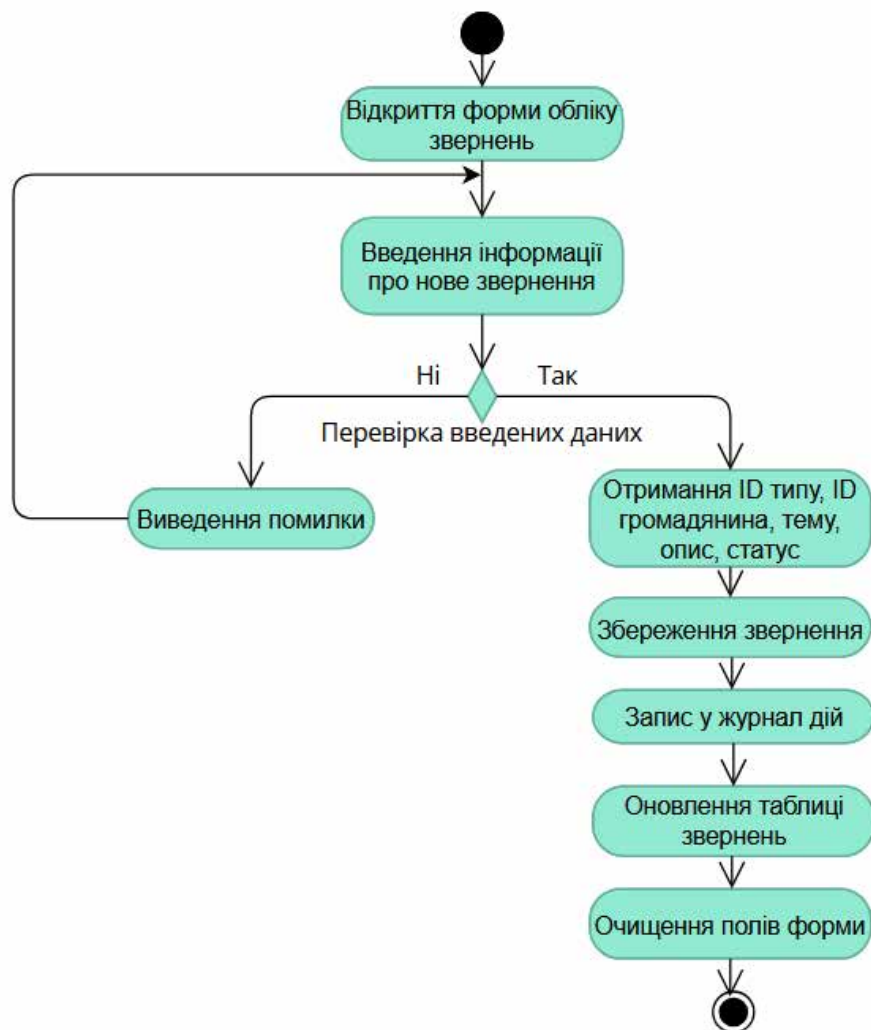 Відкриття форми обліку
звернень
Введення інформації
про нове звернення
Ні
Так
Перевірка введених даних
Виведення помилки
Отримання ID типу, ID
громадянина, тему,
опис, статус
Збереження звернення
Запис у журнал дій
Оновлення таблиці
звернень
Очищення полів форми